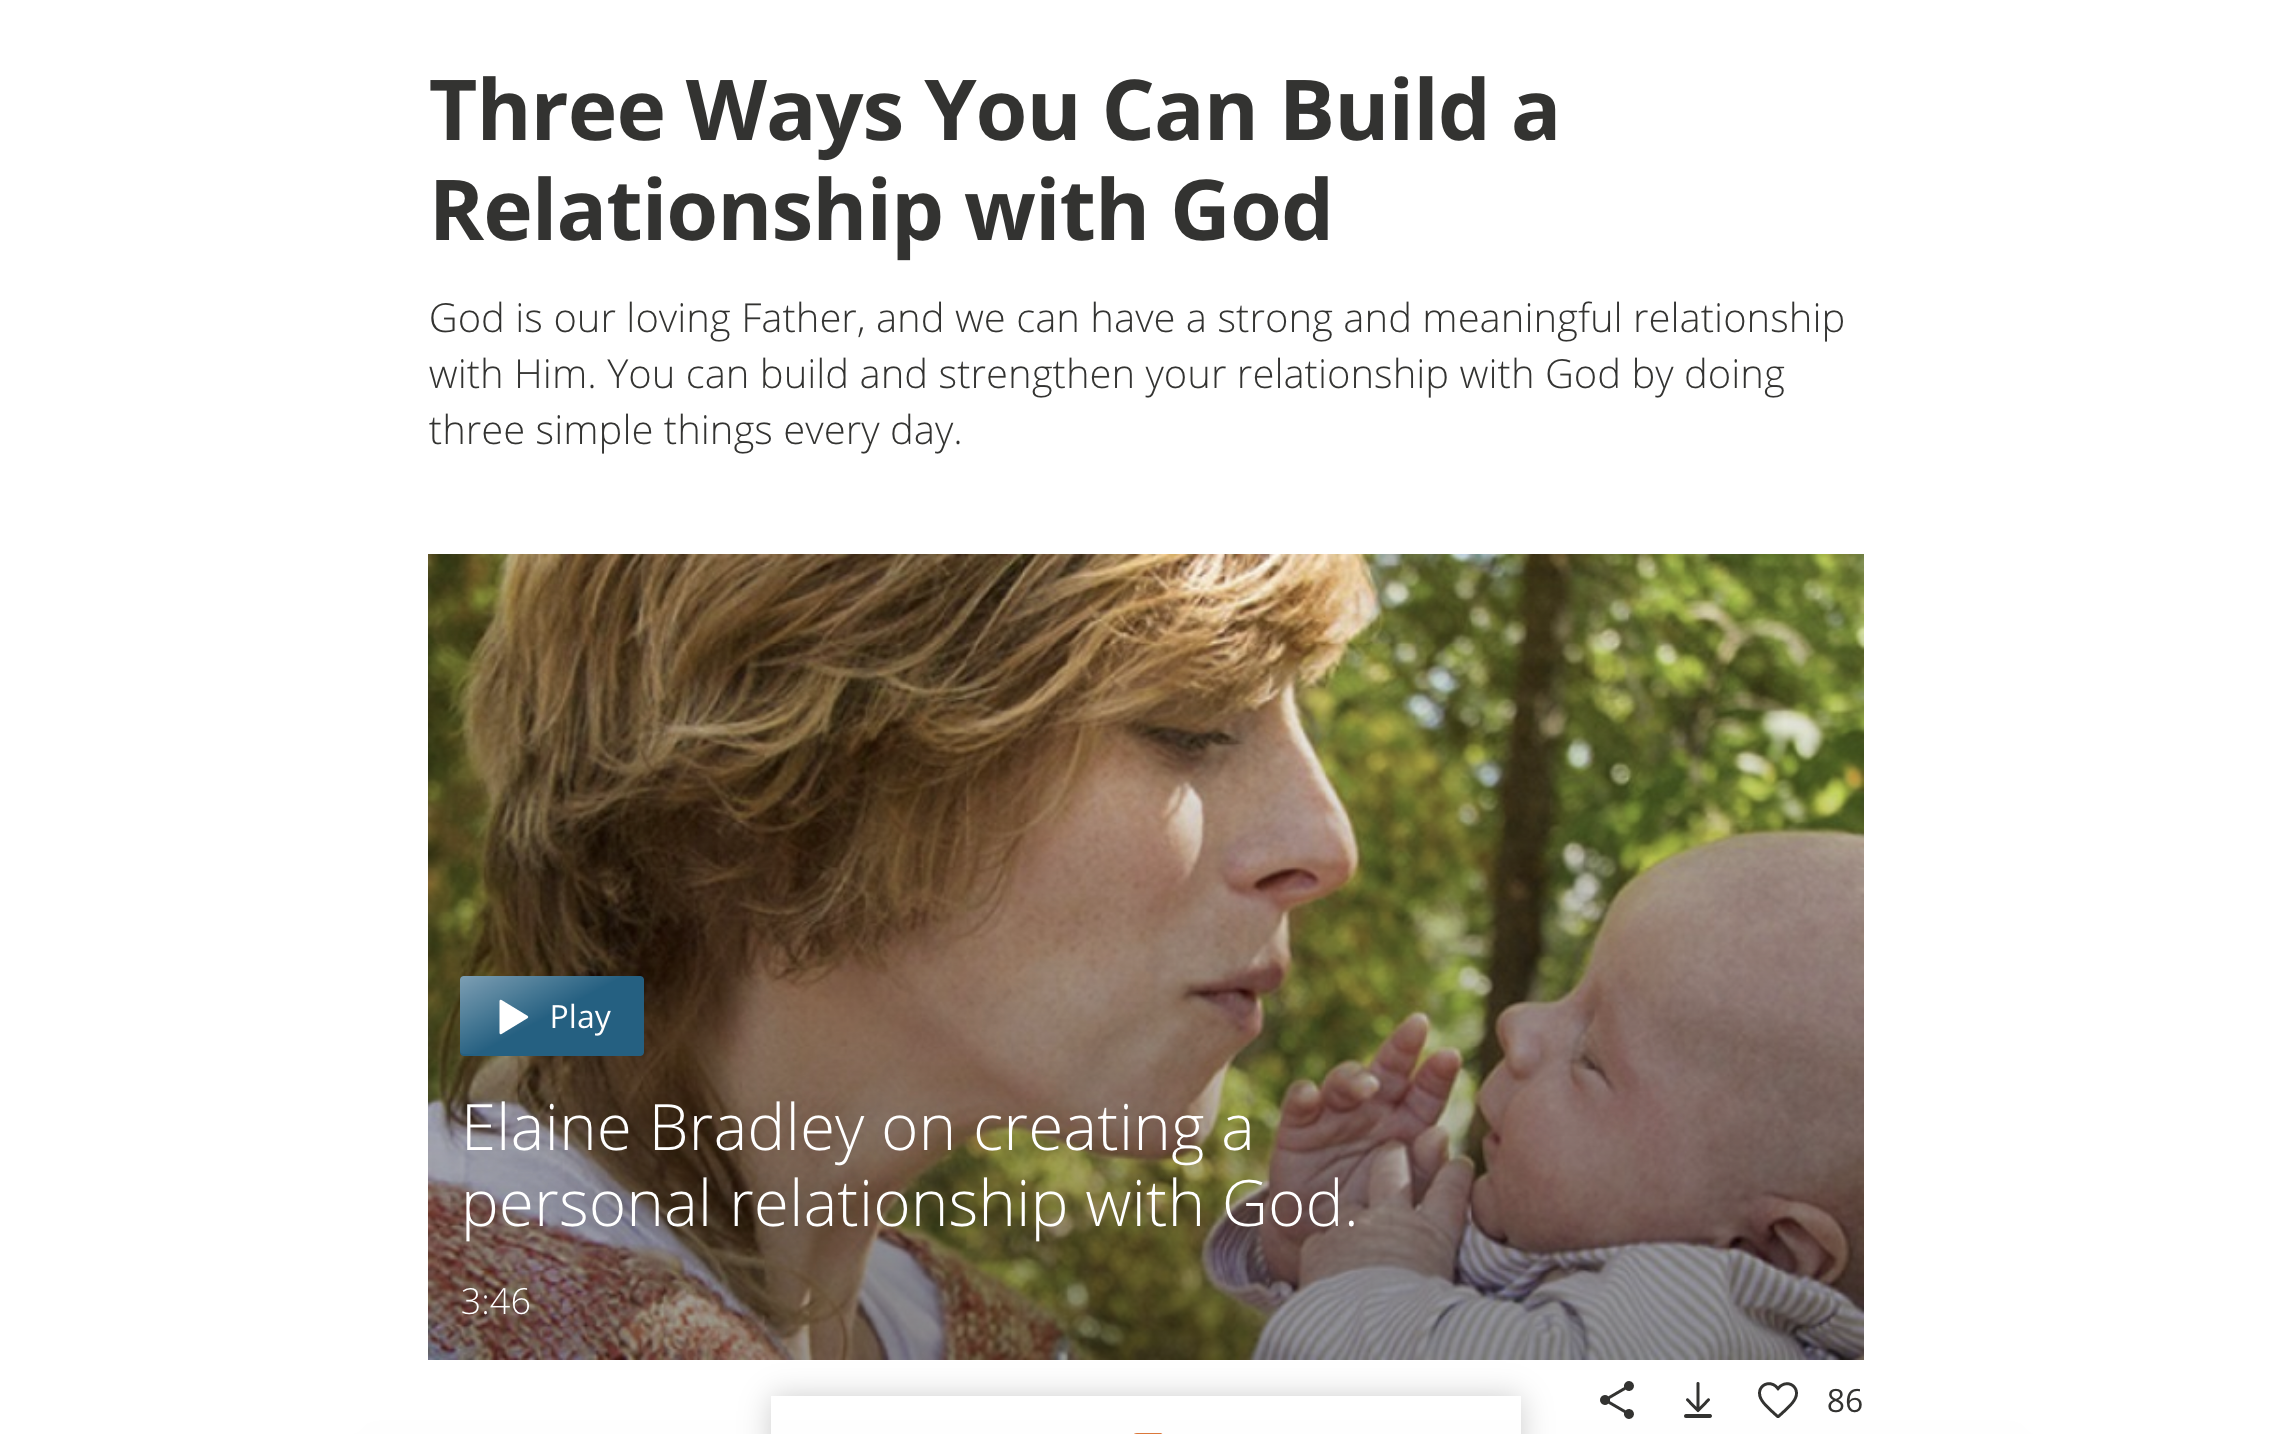 Three Ways You Can Build a
Relationship with God
God is our loving Father, and we can have a strong and meaningful relationship
with Him. You can build and strengthen your relationship with God by doing
three simple things every day.
Play
Elaine Bradley on creating a
personal relationship with God.
3:46
86